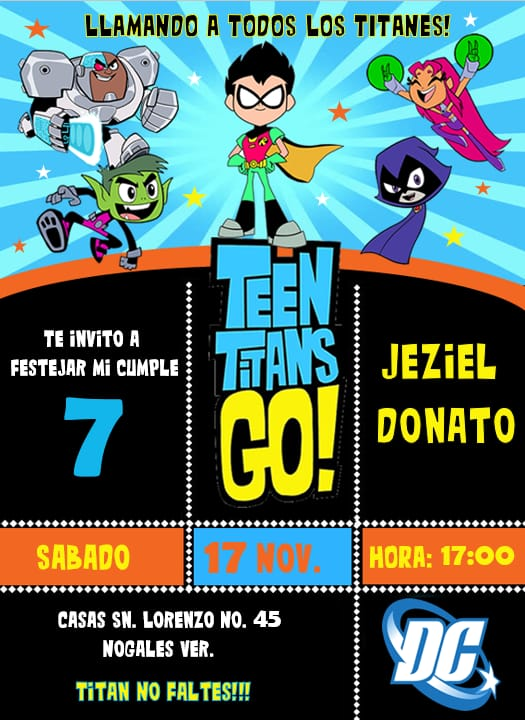 LLAMANDO A TODOS LOS TITANES!
TEEN
TITANS
GO!
TE INVITO A
FESTEJAR MI CUMPLE
7
JEZIEL
DONATO
SABADO
17 NOV.
HORA: 17:00
CASAS SN. LORENZO NO. 45
NOGALES VER.
TITAN NO FALTES!!!
DC